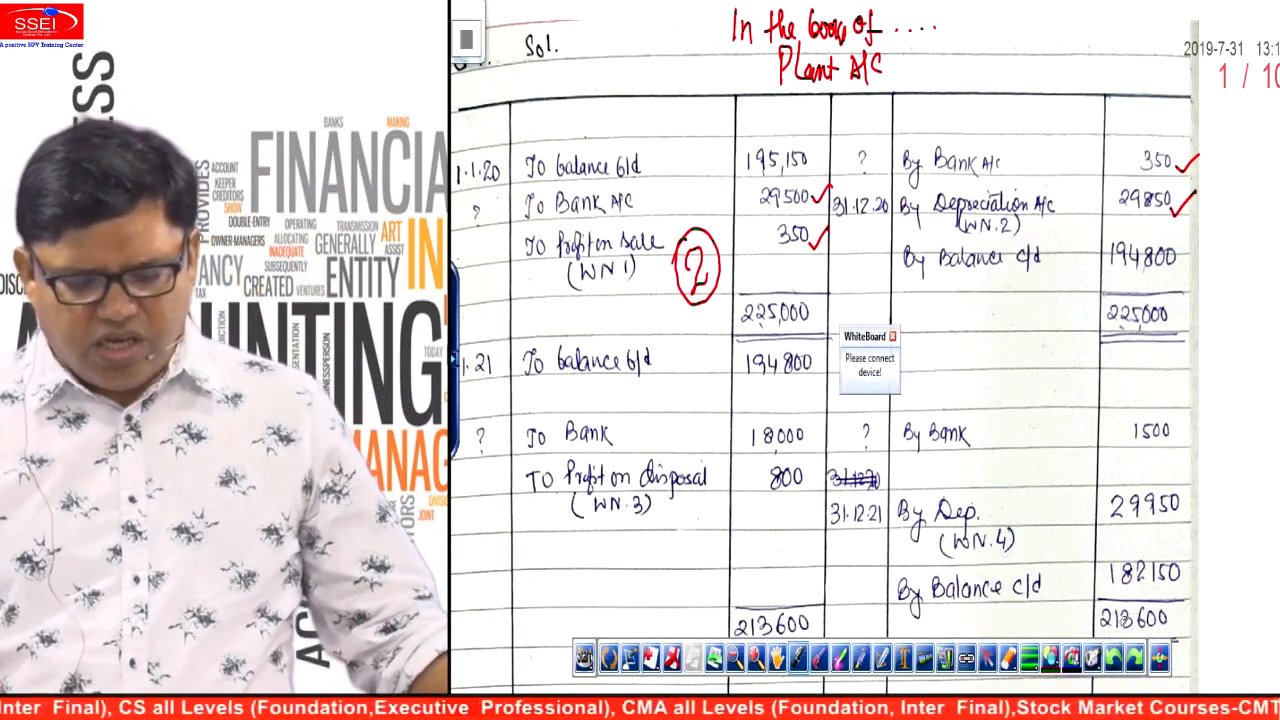 SSEI
A positive NPV Training Center
BANKS
MAKING
FINANCIAL
ACCOUNT
KEEPER
CREDITORS
SHOW
DOUBLE-ENTRY
OPERATING
TRANSMISSION
PAYMENT
ART
PROVIDES
OWNER-MANAGERS
ALLOCATING
INADEQUATE
GENERALLY
ASSIST
SUBSEQUENTLY
ENTITY
CREATED
VENTURES
TAX
TODAY
JOINT
Sol.
In the book of ....
Plant A/C
2019-7-31 13:1
1 / 10
1.1.20 To balance b/d 195,150 ? By Bank A/C 350
? To Bank A/C 29500 31.12.20 By Depreciation A/C 29850
(WN.2)
To Profit on sale 350 By Balance c/d 194800
(WN1)
2
225,000 225,000
1.21 To balance b/d 194800
WhiteBoard
Please connect
device!
? To Bank 18000 ? By Bank 1500
To Profit on disposal 800 31.12.21 By Dep. 29950
(WN.3) (WN.4)
By Balance c/d 182150
213600 213600
Inter Final), CS all Levels (Foundation,Executive Professional), CMA all Levels (Foundation, Inter Final),Stock Market Courses-CMT